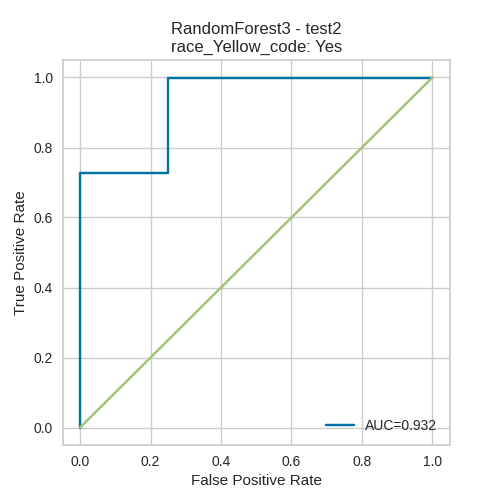 RandomForest3 - test2
race_Yellow_code: Yes
True Positive Rate
1.0
0.8
0.6
0.4
0.2
0.0
AUC=0.932
0.0 0.2 0.4 0.6 0.8 1.0
False Positive Rate